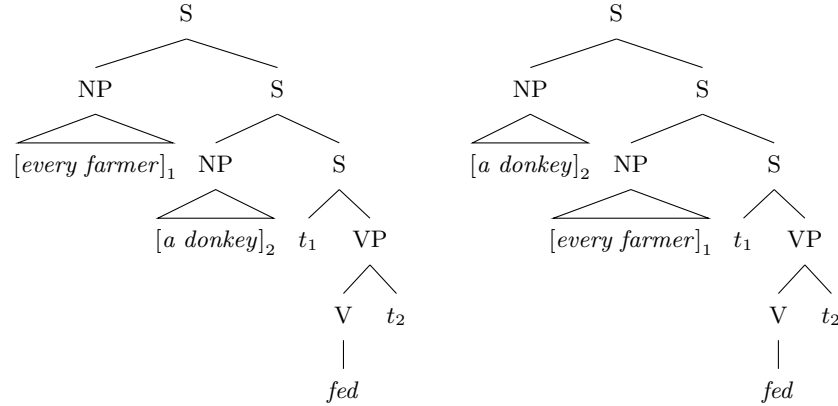 S S
NP S NP S
[every farmer]1 NP S [a donkey]2 NP S
[a donkey]2 t1 VP [every farmer]1 t1 VP
V t2 V t2
fed fed